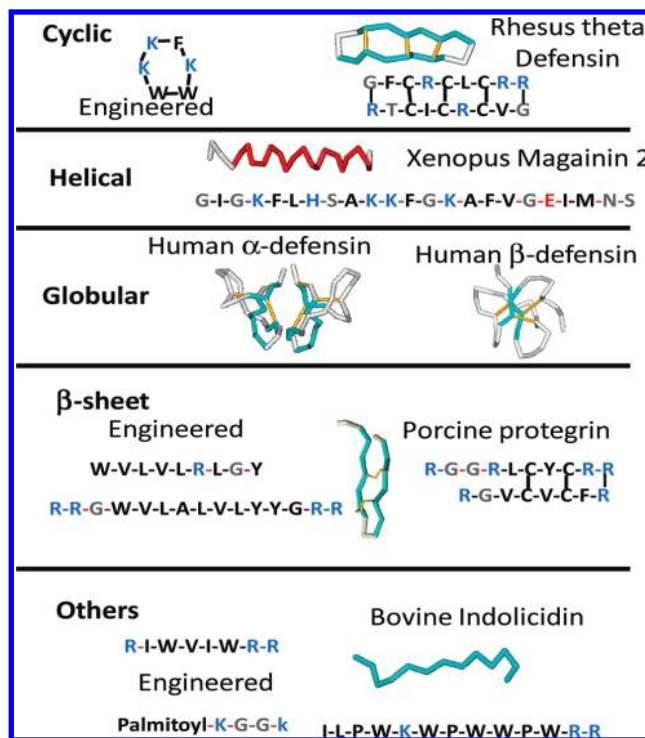 Cyclic
K-F
K
K
W-W
Engineered
Rhesus theta
Defensin
G-F-C-R-C-L-C-R-R
R-T-C-I-C-R-C-V-G
Helical
Xenopus Magainin 2
G-I-G-K-F-L-H-S-A-K-K-F-G-K-A-F-V-G-E-I-M-N-S
Human α-defensin
Human β-defensin
Globular
β-sheet
Engineered
W-V-L-V-L-R-L-G-Y
R-R-G-W-V-L-A-L-V-L-Y-Y-G-R-R
Porcine protegrin
R-G-G-R-L-C-Y-C-R-R
R-G-V-C-V-C-F-R
Others
R-I-W-V-I-W-R-R
Engineered
Palmitoyl-K-G-G-k
Bovine Indolicidin
I-L-P-W-K-W-P-W-W-P-W-R-R